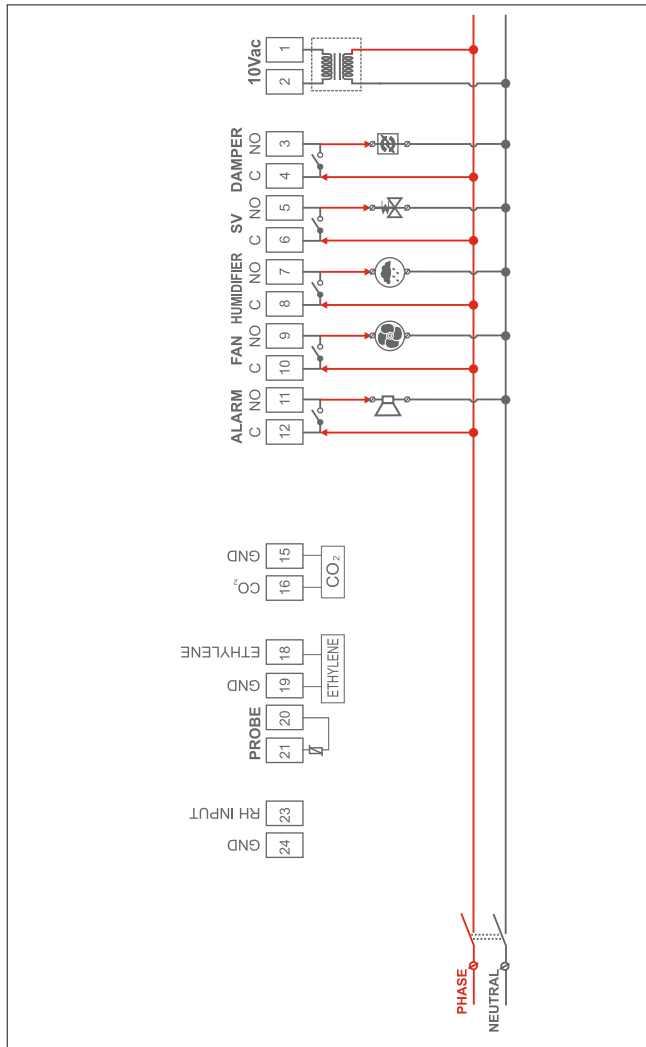 10Vac
1
2
DAMPER
NO
3
C
4
SV
NO
5
C
6
HUMIDIFIER
NO
7
C
8
FAN
NO
9
C
10
ALARM
NO
11
C
12
GND
15
CO₂
16
CO₂
ETHYLENE
18
GND
19
ETHYLENE
PROBE
20
21
RH INPUT
23
GND
24
PHASE
NEUTRAL